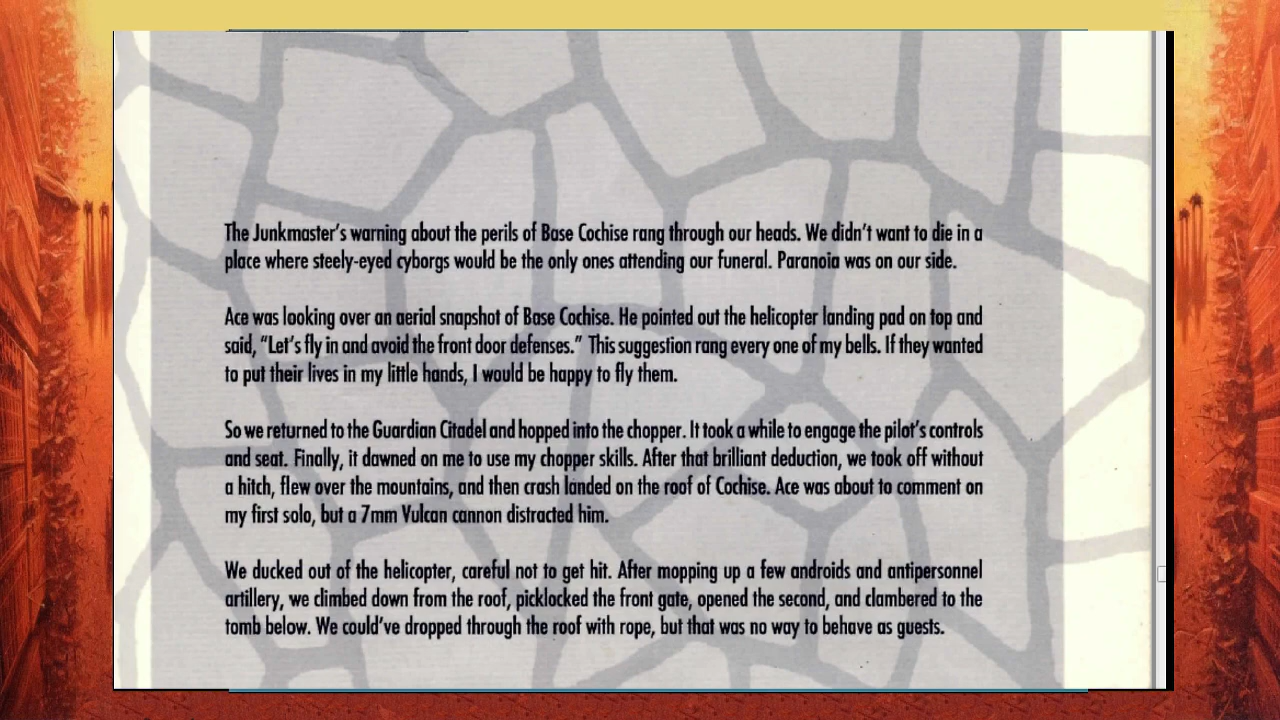 The Junkmaster's warning about the perils of Base Cochise rang through our heads. We didn't want to die in a
place where steely-eyed cyborgs would be the only ones attending our funeral. Paranoia was on our side.
Ace was looking over an aerial snapshot of Base Cochise. He pointed out the helicopter landing pad on top and
said, "Let's fly in and avoid the front door defenses." This suggestion rang every one of my bells. If they wanted
to put their lives in my little hands, I would be happy to fly them.
So we returned to the Guardian Citadel and hopped into the chopper. It took a while to engage the pilot's controls
and seat. Finally, it dawned on me to use my chopper skills. After that brilliant deduction, we took off without
a hitch, flew over the mountains, and then crash landed on the roof of Cochise. Ace was about to comment on
my first solo, but a 7mm Vulcan cannon distracted him.
We ducked out of the helicopter, careful not to get hit. After mopping up a few androids and antipersonnel
artillery, we climbed down from the roof, picklocked the front gate, opened the second, and clambered to the
tomb below. We could've dropped through the roof with rope, but that was no way to behave as guests.